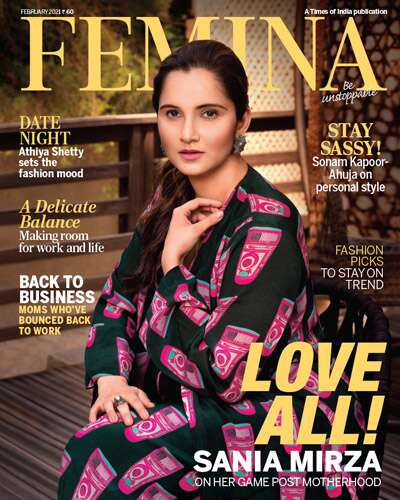 FEBRUARY 2021 ₹ 60
A Times of India publication
FEMINA
Be
unstoppable
DATE
NIGHT
Athiya Shetty
sets the
fashion mood
STAY
SASSY!
Sonam Kapoor-
Ahuja on
personal style
A Delicate
Balance
Making room
for work and life
BACK TO
BUSINESS
MOMS WHO'VE
BOUNCED BACK
TO WORK
FASHION
PICKS
TO STAY ON
TREND
LOVE
ALL!
SANIA MIRZA
ON HER GAME POST MOTHERHOOD